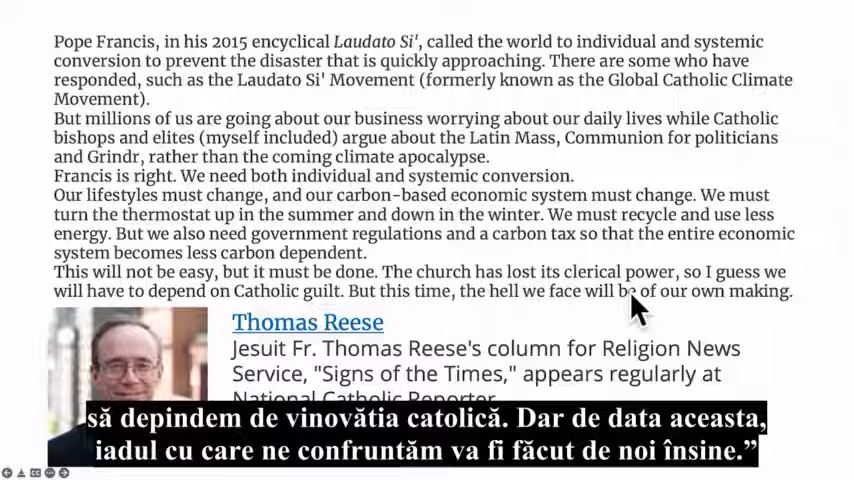 Pope Francis, in his 2015 encyclical Laudato Si', called the world to individual and systemic
conversion to prevent the disaster that is quickly approaching. There are some who have
responded, such as the Laudato Si' Movement (formerly known as the Global Catholic Climate
Movement).
But millions of us are going about our business worrying about our daily lives while Catholic
bishops and elites (myself included) argue about the Latin Mass, Communion for politicians
and Grindr, rather than the coming climate apocalypse.
Francis is right. We need both individual and systemic conversion.
Our lifestyles must change, and our carbon-based economic system must change. We must
turn the thermostat up in the summer and down in the winter. We must recycle and use less
energy. But we also need government regulations and a carbon tax so that the entire economic
system becomes less carbon dependent.
This will not be easy, but it must be done. The church has lost its clerical power, so I guess we
will have to depend on Catholic guilt. But this time, the hell we face will be of our own making.
Thomas Reese
Jesuit Fr. Thomas Reese's column for Religion News
Service, "Signs of the Times," appears regularly at
National Catholic Reporter
să depindem de vinovăția catolică. Dar de data aceasta,
iadul cu care ne confruntăm va fi făcut de noi înșine.”